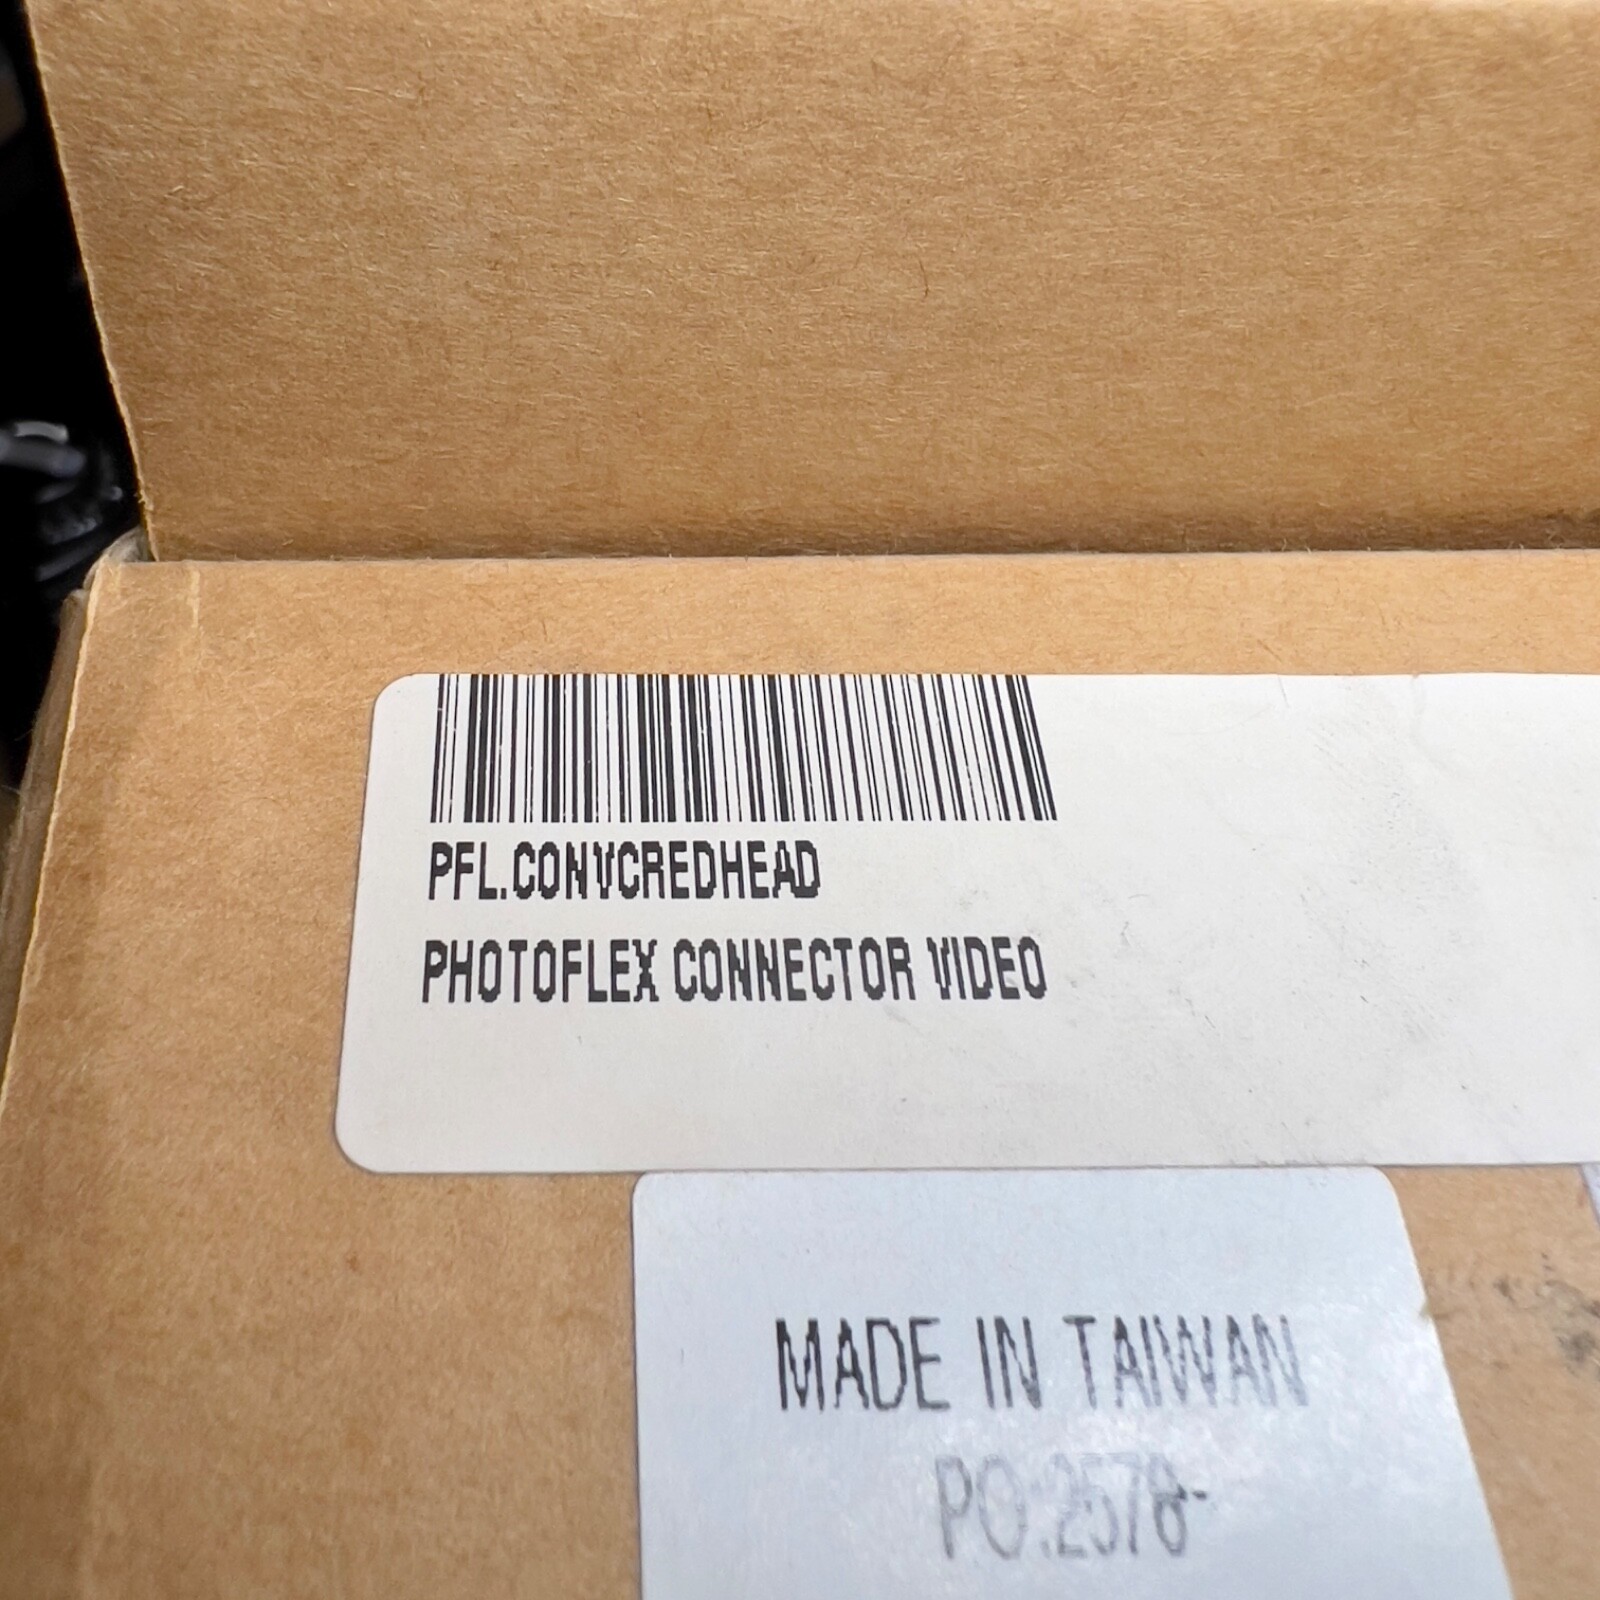 PFL.CONVCREDHEAD
PHOTOFLEX CONNECTOR VIDEO
MADE IN TAIWAN
PO:2578-